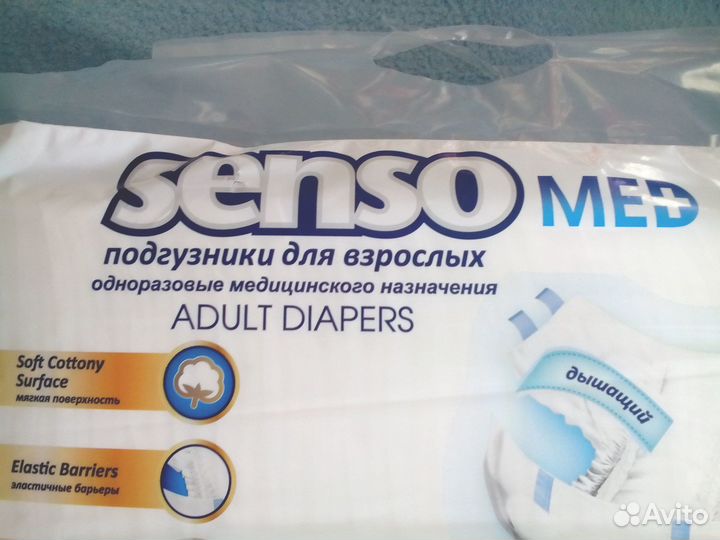 senso MED
подгузники для взрослых
одноразовые медицинского назначения
ADULT DIAPERS
Soft Cottony
Surface
мягкая поверхность
дышащий
Elastic Barriers
эластичные барьеры
Avito